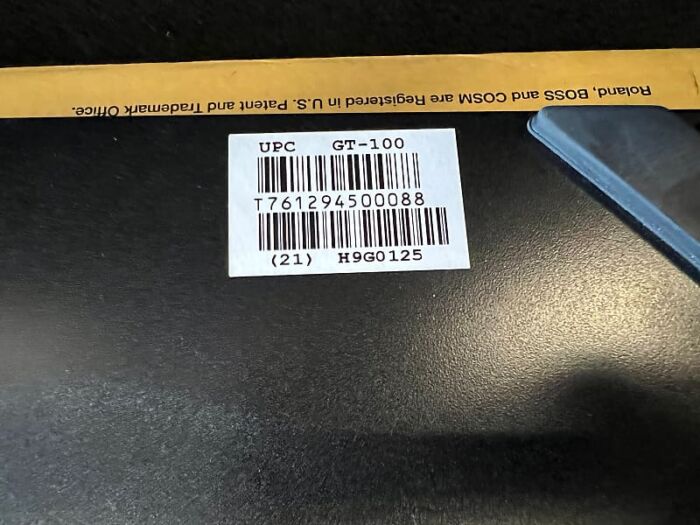 Roland, BOSS and COSM are Registered in U.S. Patent and Trademark Office.
UPC GT-100
T761294500088
(21) H9G0125